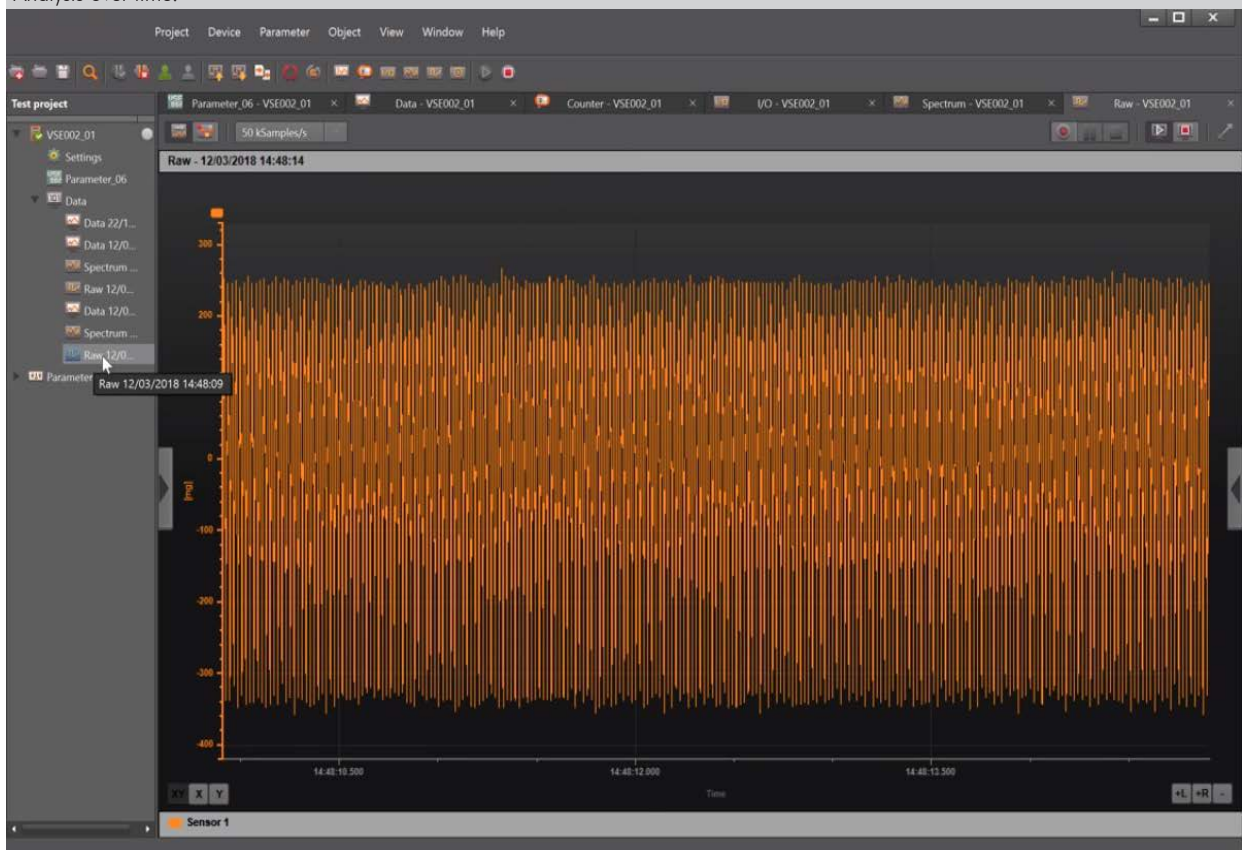 Analysis over time.
Project Device Parameter Object View Window Help
Test project
Parameter_06 - VSE002_01
Data - VSE002_01
Counter - VSE002_01
I/O - VSE002_01
Spectrum - VSE002_01
Raw - VSE002_01
50 kSamples/s
VSE002_01
Settings
Parameter_06
Data
Data 22/1...
Data 12/0...
Spectrum ...
Raw 12/0...
Data 12/0...
Spectrum ...
Raw 12/0...
Parameter
Raw 12/03/2018 14:48:09
Raw - 12/03/2018 14:48:14
300
200
0
[mg]
-100
-200
-300
-400
14:48:10.500
14:48:12.000
14:48:13.500
Time
XY X Y
+L +R -
Sensor 1